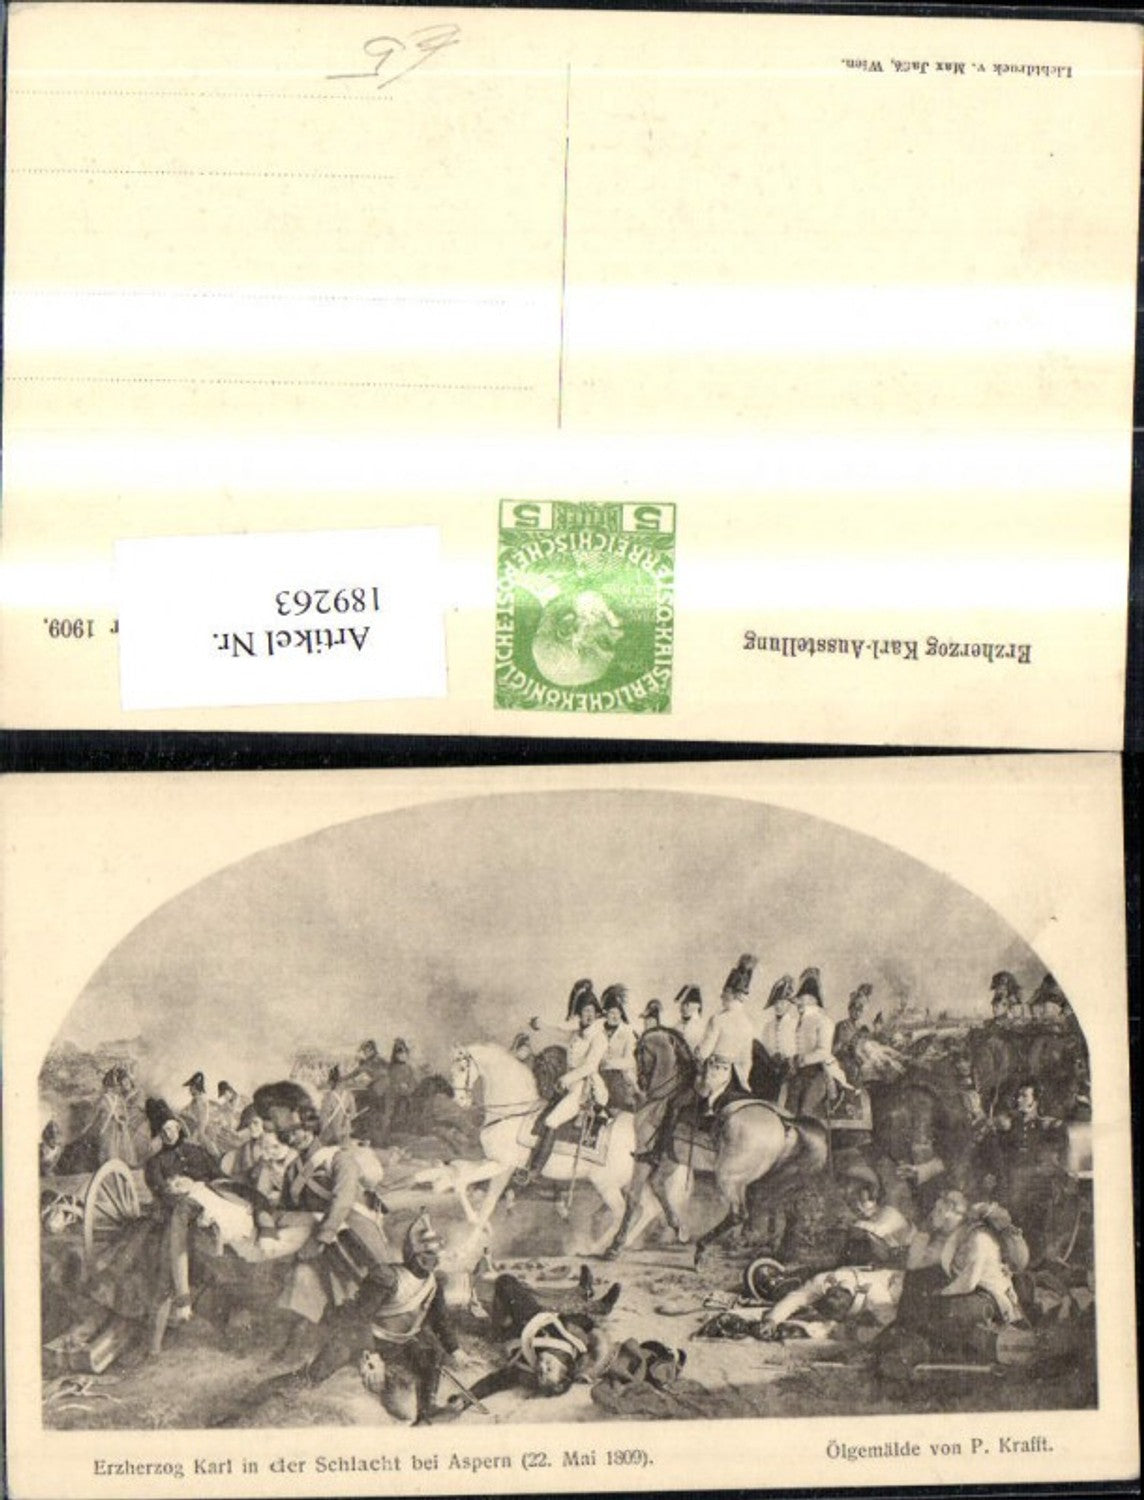 Lichtdruck v. Max Jaffé, Wien.
5 HELLER 5
KAISERLICHE KÖNIGLICHE
ÖSTERREICHISCHE POST
Erzherzog Karl-Ausstellung
r 1909.
Artikel Nr.
189263
Erzherzog Karl in der Schlacht bei Aspern (22. Mai 1809).
Ölgemälde von P. Krafft.